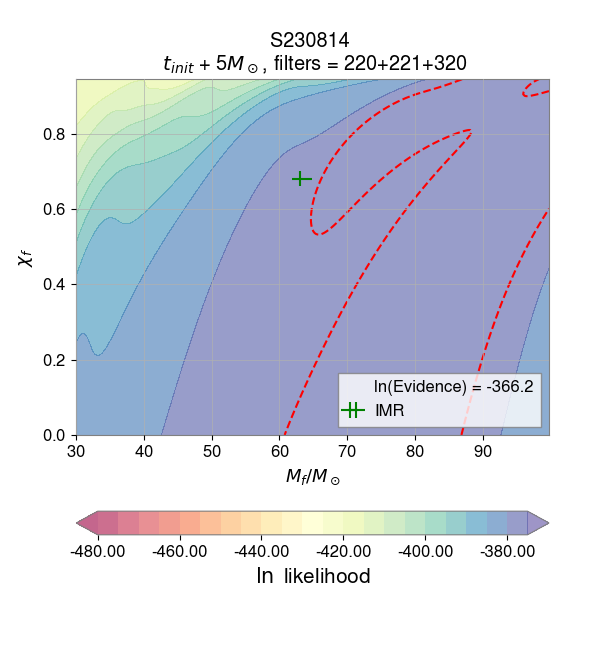 S230814
t_init + 5M_⊙, filters = 220+221+320
χ_f
0.8
0.6
0.4
0.2
0.0
30 40 50 60 70 80 90
M_f/M_⊙
ln(Evidence) = -366.2
IMR
-480.00 -460.00 -440.00 -420.00 -400.00 -380.00
ln likelihood